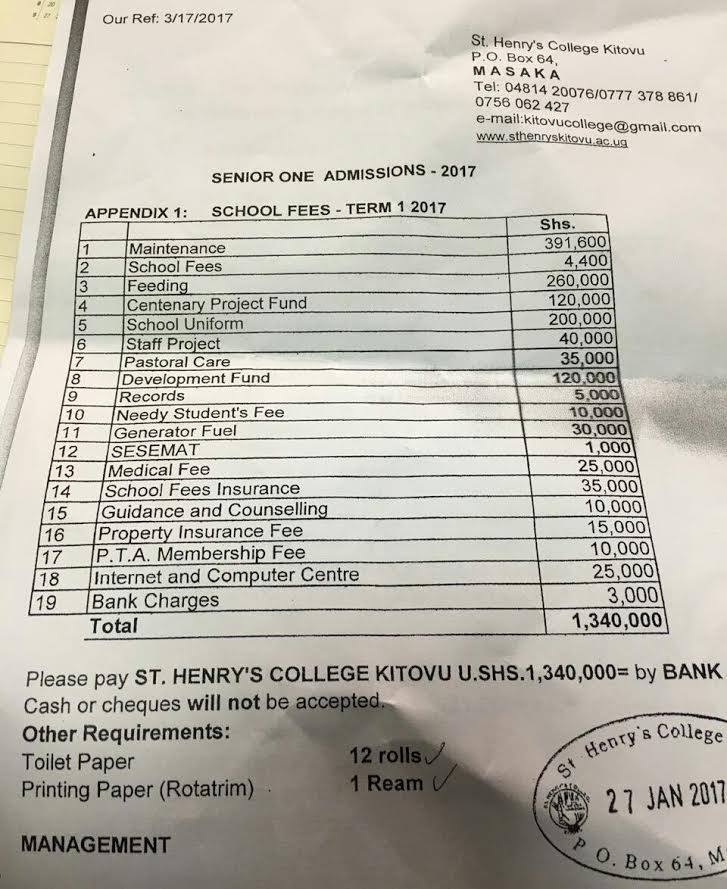 Our Ref: 3/17/2017
St. Henry's College Kitovu
P.O. Box 64,
MASAKA
Tel: 04814 20076/0777 378 861/
0756 062 427
e-mail:kitovucollege@gmail.com
www.sthenryskitovu.ac.ug
SENIOR ONE ADMISSIONS - 2017
APPENDIX 1: SCHOOL FEES - TERM 1 2017
Shs.
1 Maintenance 391,600
2 School Fees 4,400
3 Feeding 260,000
4 Centenary Project Fund 120,000
5 School Uniform 200,000
6 Staff Project 40,000
7 Pastoral Care 35,000
8 Development Fund 120,000
9 Records 5,000
10 Needy Student's Fee 10,000
11 Generator Fuel 30,000
12 SESEMAT 1,000
13 Medical Fee 25,000
14 School Fees Insurance 35,000
15 Guidance and Counselling 10,000
16 Property Insurance Fee 15,000
17 P.T.A. Membership Fee 10,000
18 Internet and Computer Centre 25,000
19 Bank Charges 3,000
Total 1,340,000
Please pay ST. HENRY'S COLLEGE KITOVU U.SHS.1,340,000= by BANK
Cash or cheques will not be accepted.
Other Requirements:
Toilet Paper 12 rolls
Printing Paper (Rotatrim) 1 Ream
St Henry's College
27 JAN 2017
P O. Box 64, M
MANAGEMENT